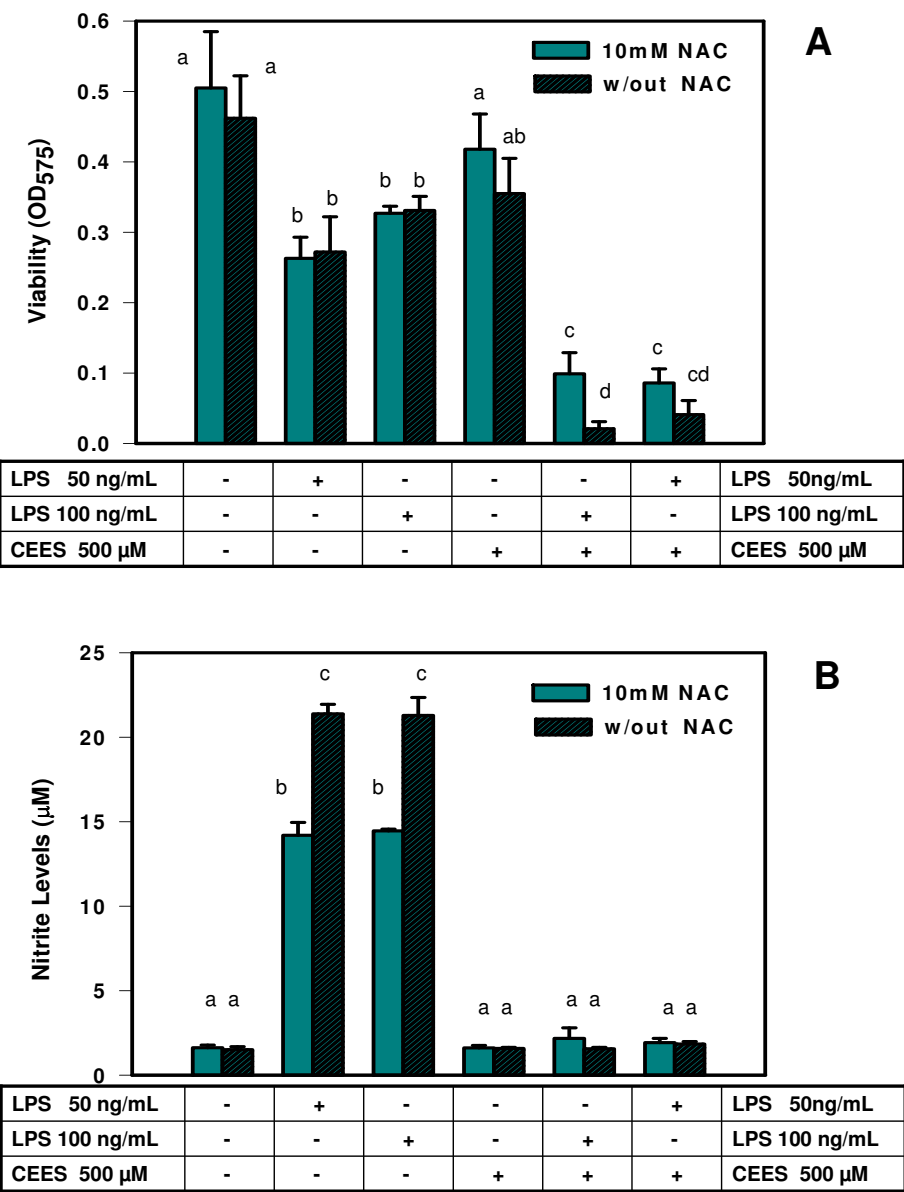 0.6
A
10mM NAC
w/out NAC
a
a
0.5
a
ab
0.4
Viability (OD575)
b b
b b
0.3
0.2
c
c
d
cd
0.1
0.0
LPS 50 ng/mL - + - - - + LPS 50ng/mL
LPS 100 ng/mL - - + - + - LPS 100 ng/mL
CEES 500 µM - - - + + + CEES 500 µM
25
B
10mM NAC
w/out NAC
c
c
20
b
b
15
Nitrite Levels (µM)
10
5
a a
a a
a a
a a
0
LPS 50 ng/mL - + - - - + LPS 50ng/mL
LPS 100 ng/mL - - + - + - LPS 100 ng/mL
CEES 500 µM - - - + + + CEES 500 µM